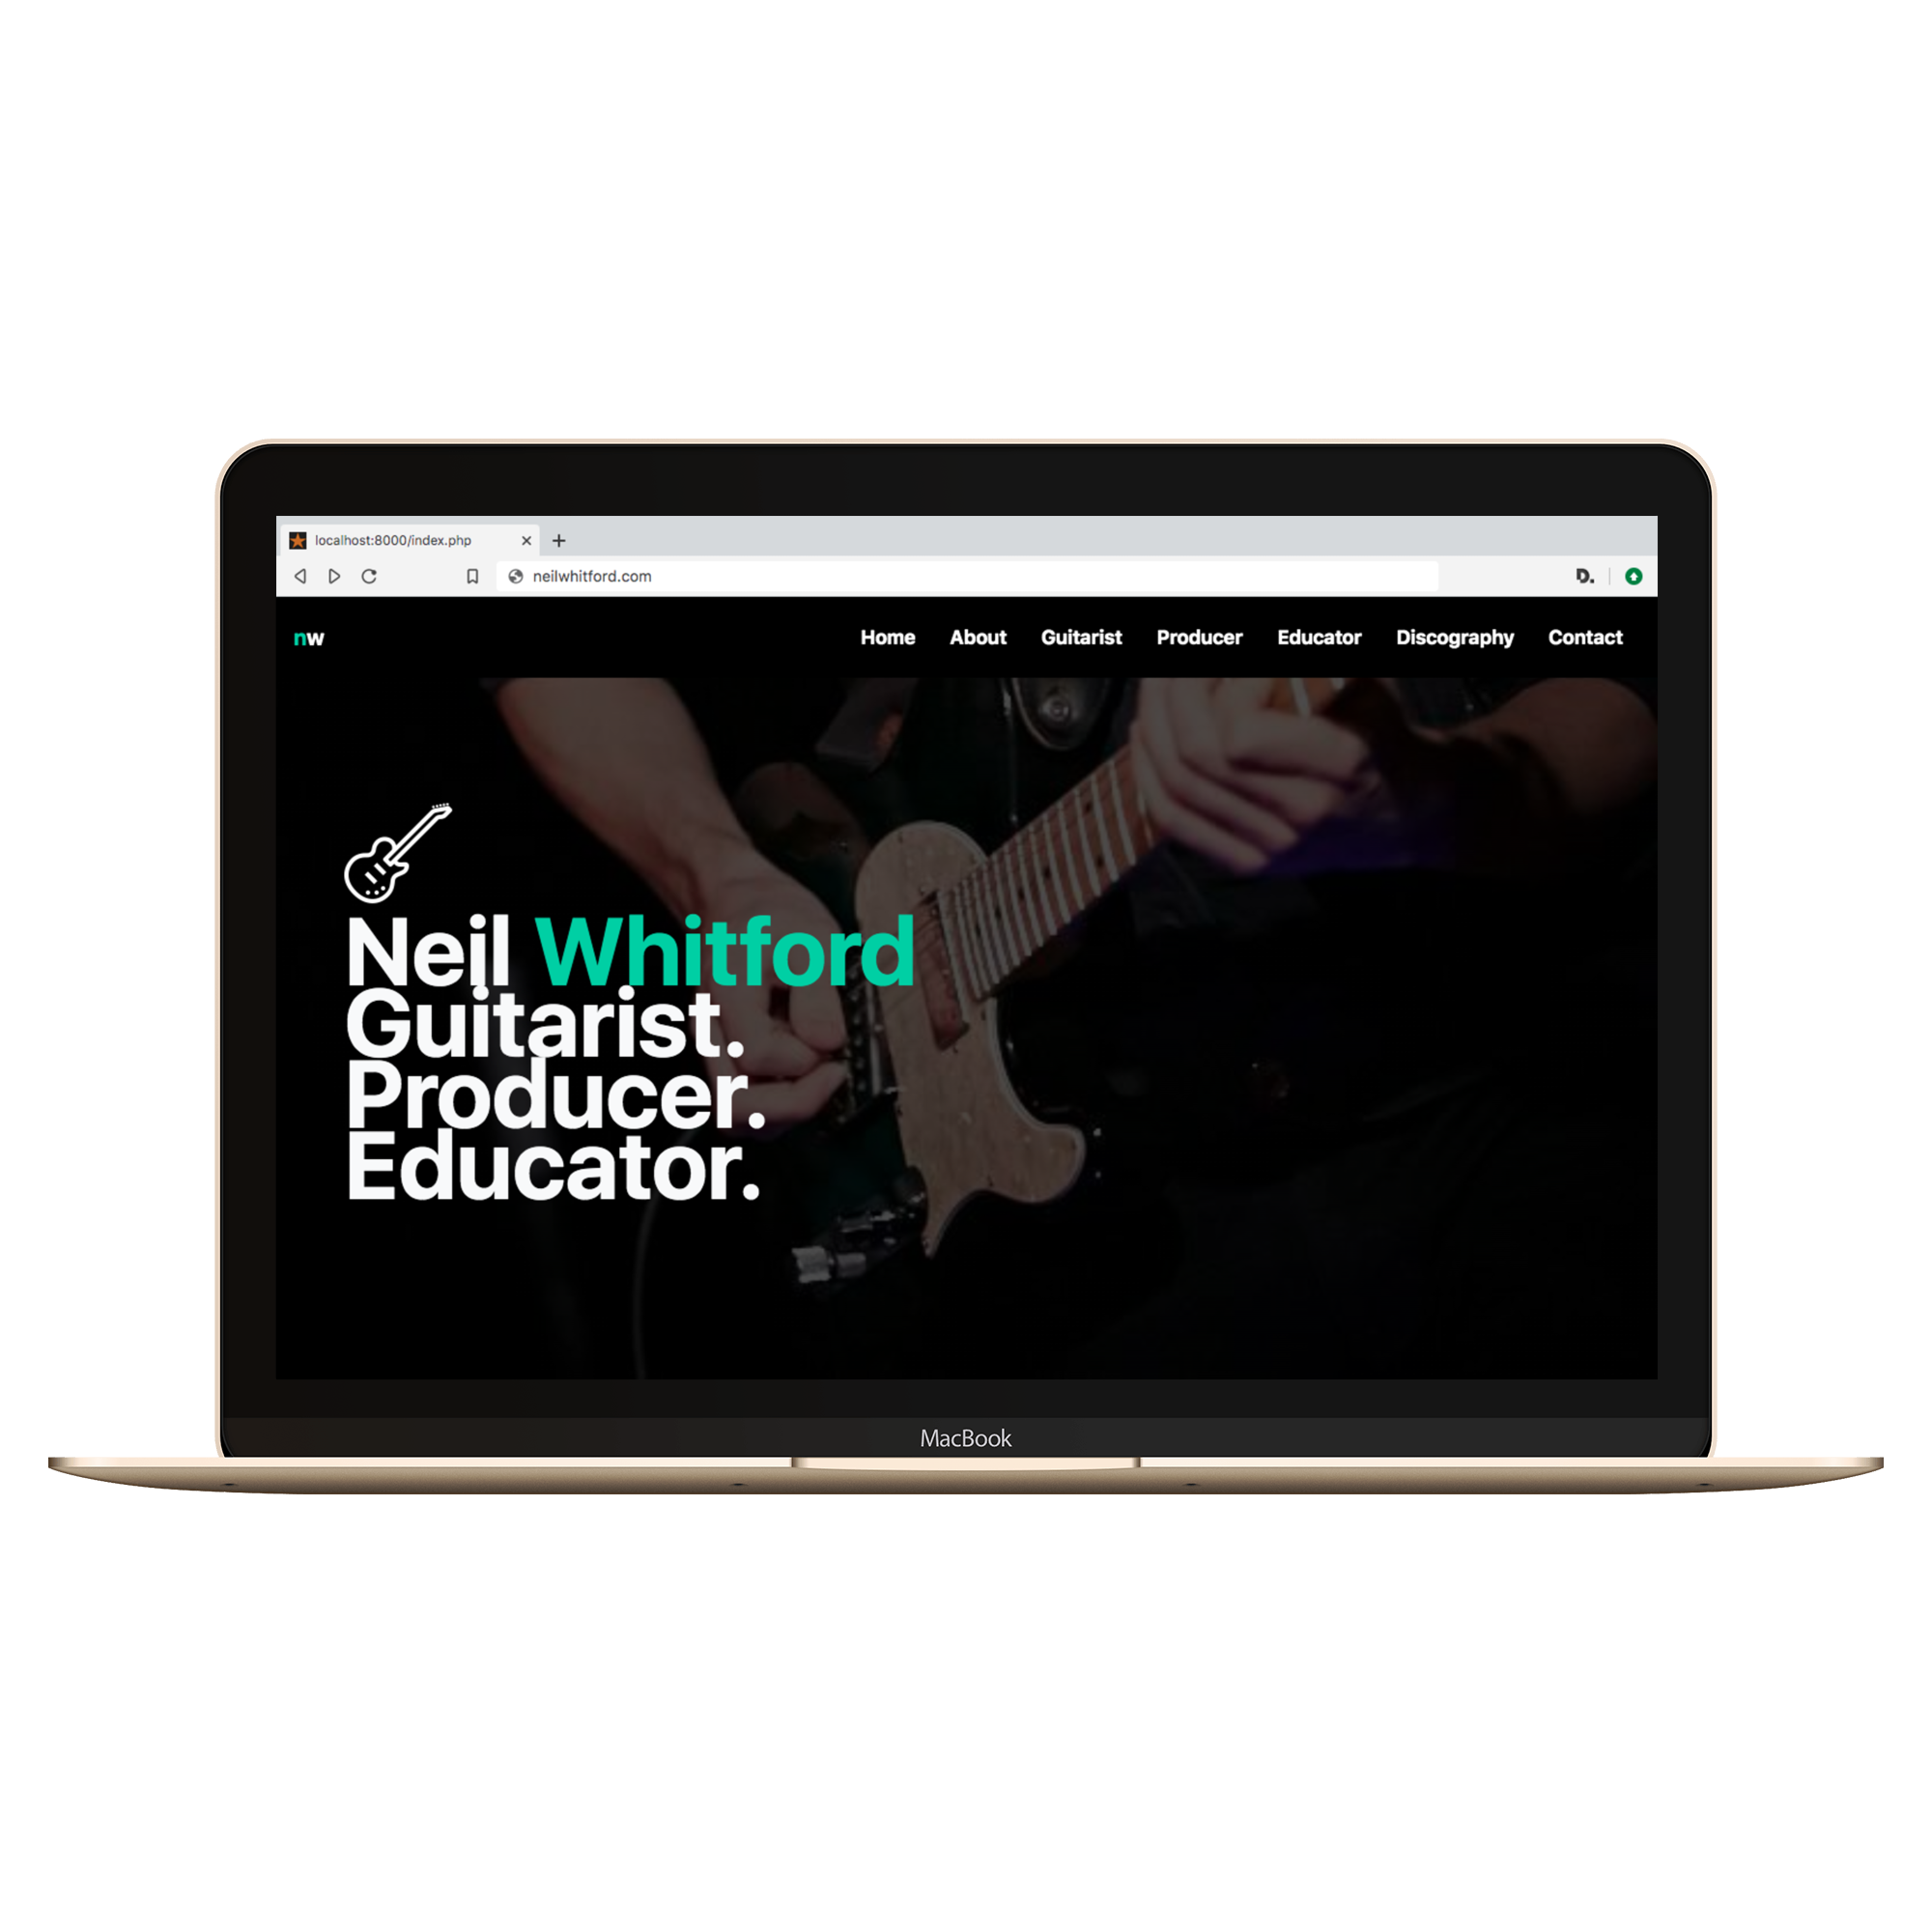 localhost:8000/index.php
neilwhitford.com
D.
nw
Home About Guitarist Producer Educator Discography Contact
Neil Whitford
Guitarist.
Producer.
Educator.
MacBook